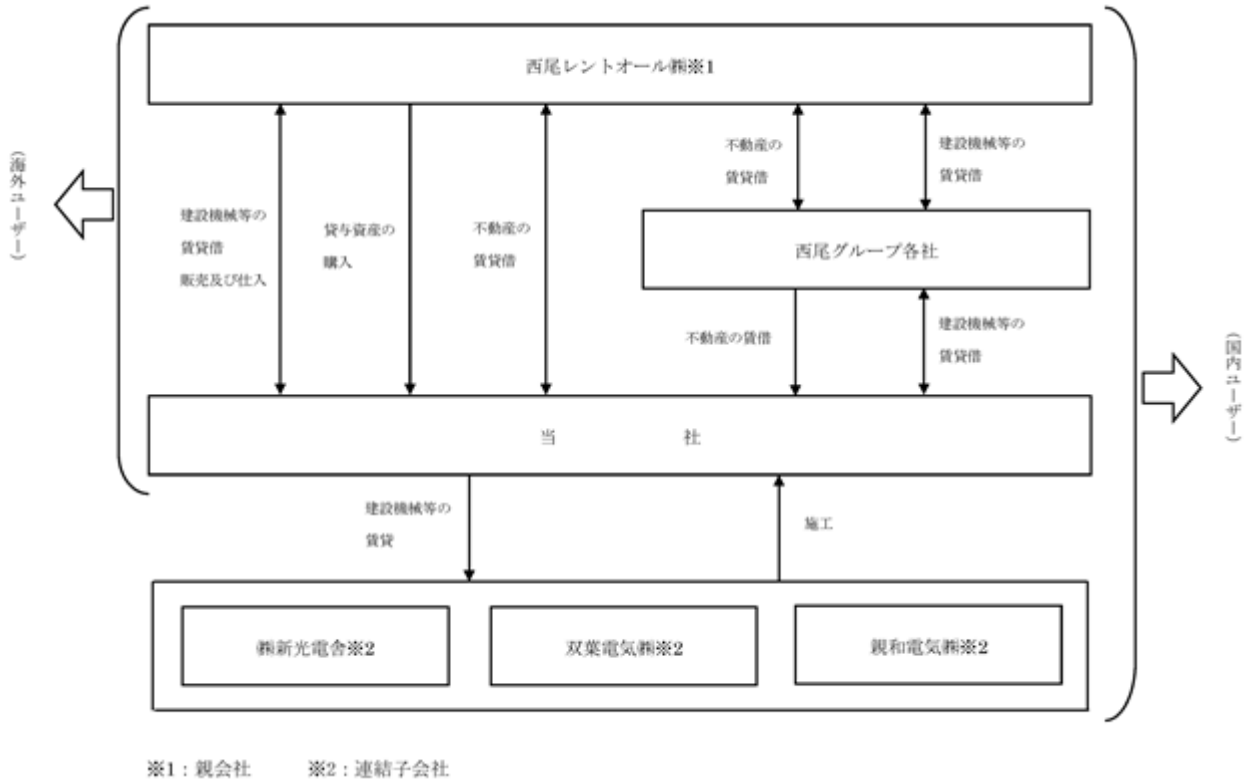 西尾レントオール㈱※1
(海外ユーザー)
建設機械等の
賃貸借
販売及び仕入
貸与資産の
購入
不動産の
賃貸借
不動産の
賃貸借
建設機械等の
賃貸借
西尾グループ各社
不動産の賃借
建設機械等の
賃貸借
(国内ユーザー)
当 社
建設機械等の
賃貸
施工
㈱新光電舎※2
双葉電気㈱※2
親和電気㈱※2
※1：親会社 ※2：連結子会社